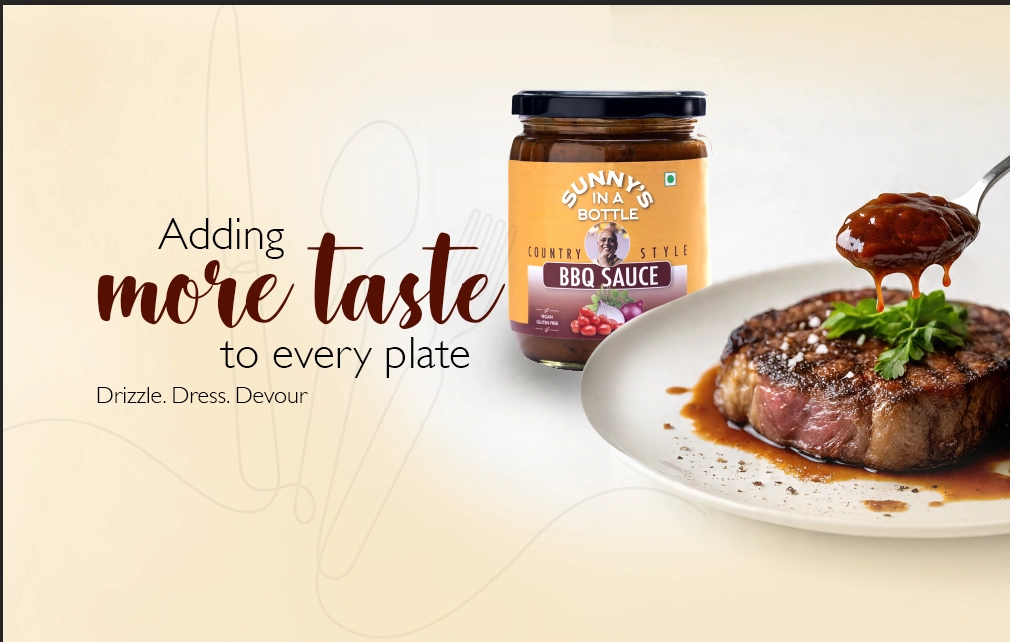 Adding
more taste
to every plate
Drizzle. Dress. Devour
SUNNY'S
IN A
BOTTLE
COUNTRY STYLE
BBQ SAUCE
VEGAN
GLUTEN FREE